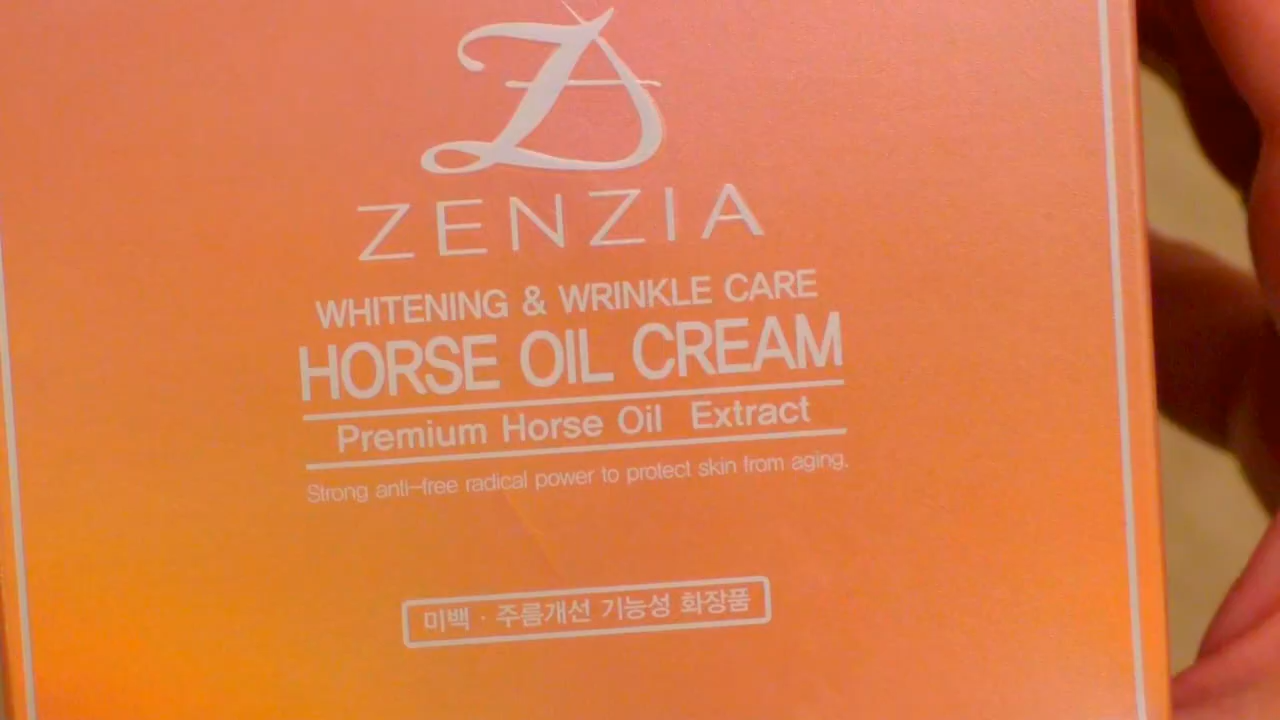 ZENZIA
WHITENING & WRINKLE CARE
HORSE OIL CREAM
Premium Horse Oil Extract
Strong anti-free radical power to protect skin from aging.
미백 · 주름개선 기능성 화장품